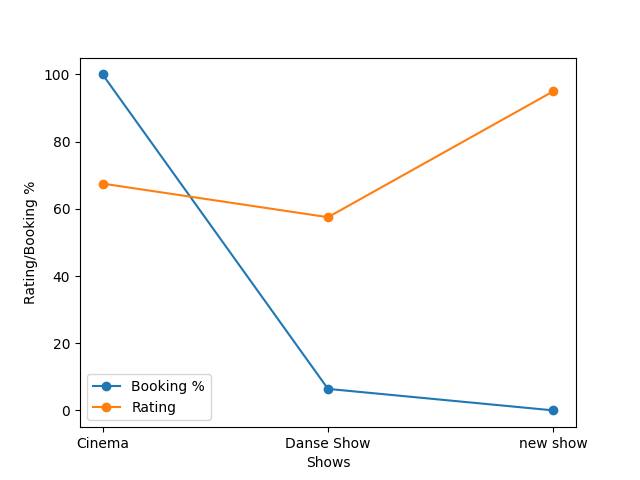 100
80
60
40
20
0
Rating/Booking %
Booking %
Rating
Cinema
Danse Show
new show
Shows